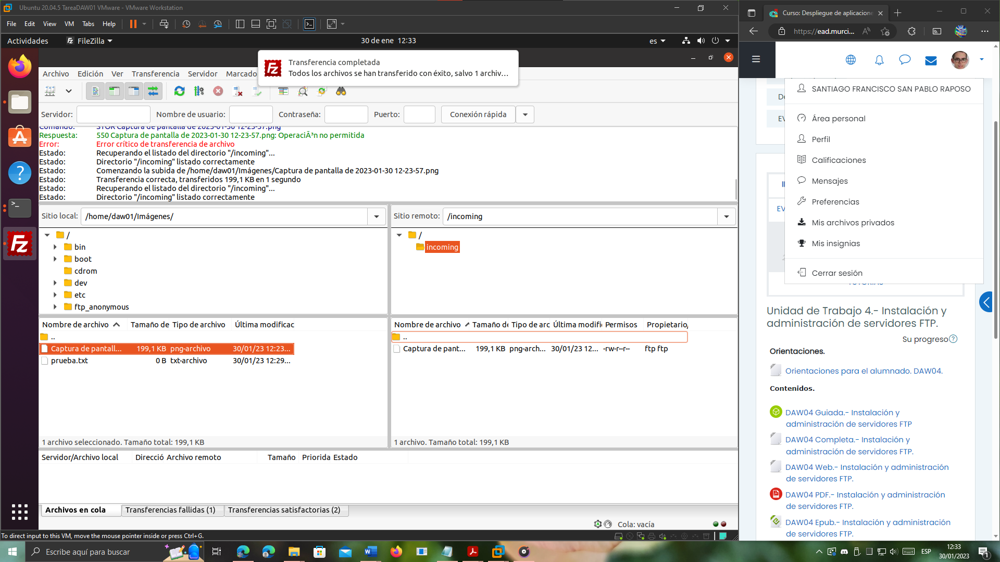 Ubuntu 20.04.5 TareaDAW01 VMware - VMware Workstation
File Edit View VM Tabs Help
Actividades FileZilla 30 de ene 12:33 es
Transferencia completada
Todos los archivos se han transferido con éxito, salvo 1 archiv…
Archivo Edición Ver Transferencia Servidor Marcado
Servidor: Nombre de usuario: Contraseña: Puerto: Conexión rápida
Comando: STOR Captura de pantalla de 2023-01-30 12-23-57.png
Respuesta: 550 Captura de pantalla de 2023-01-30 12-23-57.png: OperaciÃ³n no permitida
Error: Error crítico de transferencia de archivo
Estado: Recuperando el listado del directorio "/incoming"...
Estado: Directorio "/incoming" listado correctamente
Estado: Comenzando la subida de /home/daw01/Imágenes/Captura de pantalla de 2023-01-30 12-23-57.png
Estado: Transferencia correcta, transferidos 199,1 KB en 1 segundo
Estado: Recuperando el listado del directorio "/incoming"...
Estado: Directorio "/incoming" listado correctamente
Sitio local: /home/daw01/Imágenes/
/
bin
boot
cdrom
dev
etc
ftp_anonymous
Nombre de archivo Tamaño de Tipo de archivo Última modificac
..
Captura de pantall... 199,1 KB png-archivo 30/01/23 12:23...
prueba.txt 0 B txt-archivo 30/01/23 12:29...
1 archivo seleccionado. Tamaño total: 199,1 KB
Sitio remoto: /incoming
/
incoming
Nombre de archivo Tamaño de Tipo de arc Última modifi Permisos Propietario/
..
Captura de pant... 199,1 KB png-arch... 30/01/23 12... -rw-r--r-- ftp ftp
1 archivo. Tamaño total: 199,1 KB
Servidor/Archivo local Direcció Archivo remoto Tamaño Priorida Estado
Archivos en cola Transferencias fallidas (1) Transferencias satisfactorias (2)
Cola: vacía
To direct input to this VM, move the mouse pointer inside or press Ctrl+G.
Curso: Despliegue de aplicacione
https://ead.murci...
SANTIAGO FRANCISCO SAN PABLO RAPOSO
Área personal
Perfil
Calificaciones
Mensajes
Preferencias
Mis archivos privados
Mis insignias
Cerrar sesión
TUTORÍAS
Unidad de Trabajo 4.- Instalación y
administración de servidores FTP.
Su progreso
Orientaciones.
Orientaciones para el alumnado. DAW04.
Contenidos.
DAW04 Guiada.- Instalación y
administración de servidores FTP
DAW04 Completa.- Instalación y
administración de servidores FTP.
DAW04 Web.- Instalación y administración
de servidores FTP.
DAW04 PDF.- Instalación y administración
de servidores FTP.
DAW04 Epub.- Instalación y administración
de servidores FTP.
Escribe aquí para buscar
ESP
12:33
30/01/2023
1